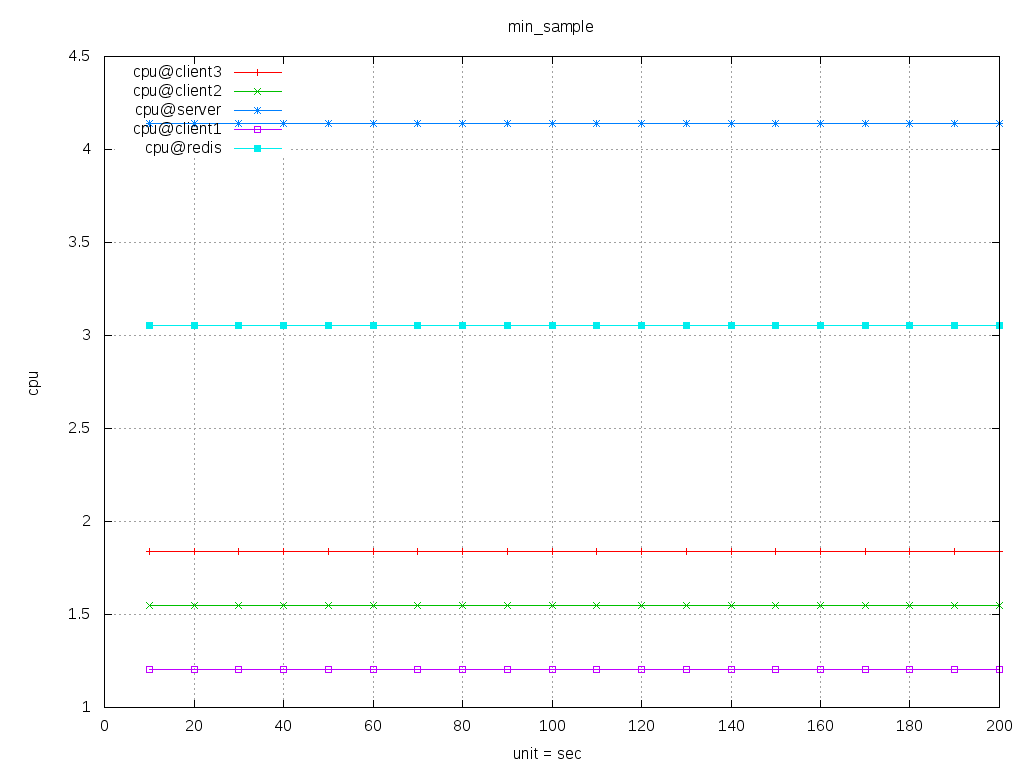 min_sample
4.5
cpu@client3
cpu@client2
cpu@server
cpu@client1
cpu@redis
4
3.5
3
cpu
2.5
2
1.5
1
0 20 40 60 80 100 120 140 160 180 200
unit = sec